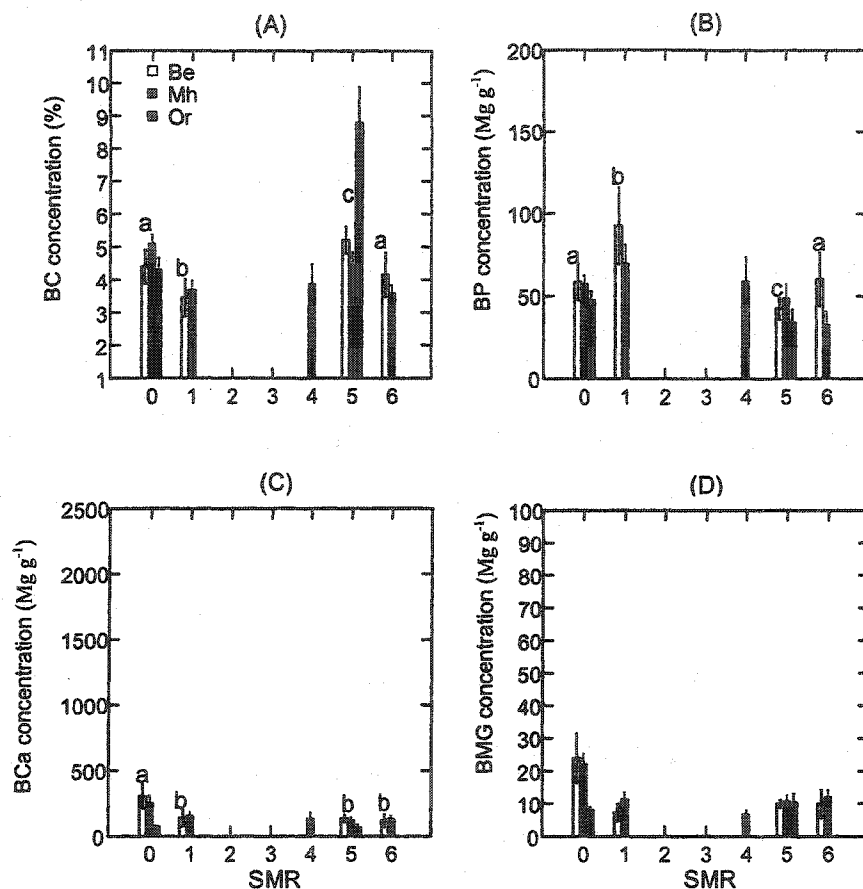 (A)
BC concentration (%)
11
10
9
8
7
6
5
4
3
2
1
Be
Mh
Or
a
b
c
a
0 1 2 3 4 5 6
(B)
BP concentration (Mg g-1)
200
150
100
50
0
a
b
c
a
0 1 2 3 4 5 6
(C)
BCa concentration (Mg g-1)
2500
2000
1500
1000
500
0
a
b
b
b
0 1 2 3 4 5 6
SMR
(D)
BMG concentration (Mg g-1)
100
90
80
70
60
50
40
30
20
10
0
0 1 2 3 4 5 6
SMR